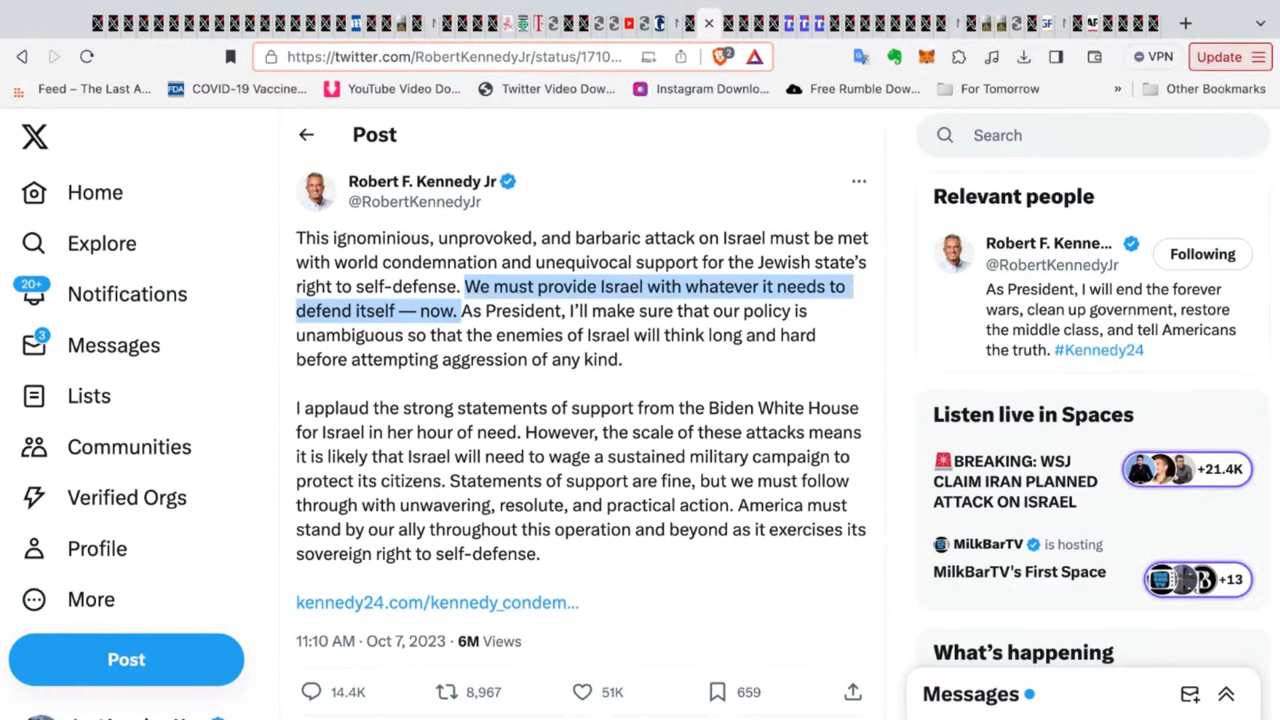 https://twitter.com/RobertKennedyJr/status/1710...
2
VPN
Update
Feed – The Last A...
FDA
COVID-19 Vaccine...
YouTube Video Do...
Twitter Video Dow...
Instagram Downlo...
Free Rumble Dow...
For Tomorrow
»
Other Bookmarks
X
Home
Explore
20+
Notifications
3
Messages
Lists
Communities
Verified Orgs
Profile
More
Post
Post
Robert F. Kennedy Jr
@RobertKennedyJr
This ignominious, unprovoked, and barbaric attack on Israel must be met
with world condemnation and unequivocal support for the Jewish state's
right to self-defense. We must provide Israel with whatever it needs to
defend itself — now. As President, I'll make sure that our policy is
unambiguous so that the enemies of Israel will think long and hard
before attempting aggression of any kind.
I applaud the strong statements of support from the Biden White House
for Israel in her hour of need. However, the scale of these attacks means
it is likely that Israel will need to wage a sustained military campaign to
protect its citizens. Statements of support are fine, but we must follow
through with unwavering, resolute, and practical action. America must
stand by our ally throughout this operation and beyond as it exercises its
sovereign right to self-defense.
kennedy24.com/kennedy_condem...
11:10 AM · Oct 7, 2023 · 6M Views
14.4K
8,967
51K
659
Search
Relevant people
Robert F. Kenne...
@RobertKennedyJr
Following
As President, I will end the forever
wars, clean up government, restore
the middle class, and tell Americans
the truth. #Kennedy24
Listen live in Spaces
BREAKING: WSJ
CLAIM IRAN PLANNED
ATTACK ON ISRAEL
+21.4K
MilkBarTV is hosting
MilkBarTV's First Space
+13
What's happening
Messages